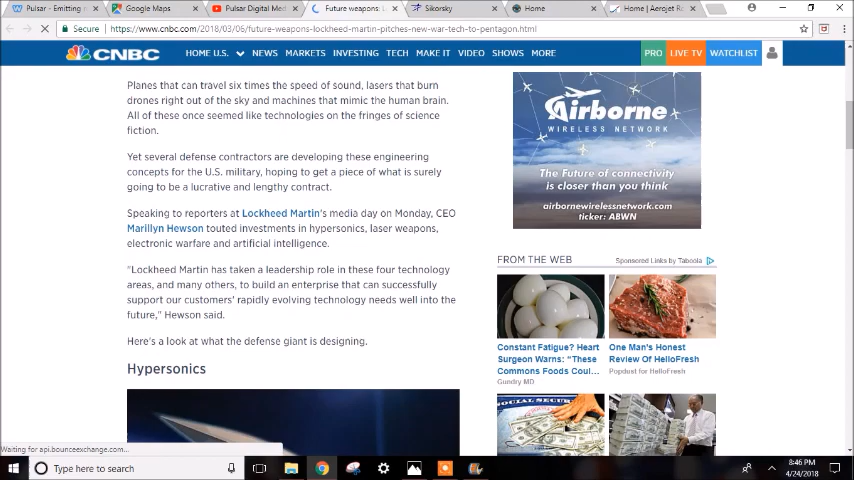 Pulsar - Emitting r
Google Maps
Pulsar Digital Med
Future weapons: L
Sikorsky
Home
Home | Aerojet Ro
Secure
https://www.cnbc.com/2018/03/06/future-weapons-lockheed-martin-pitches-new-war-tech-to-pentagon.html
CNBC
HOME U.S. NEWS MARKETS INVESTING TECH MAKE IT VIDEO SHOWS MORE PRO LIVE TV WATCHLIST
Planes that can travel six times the speed of sound, lasers that burn
drones right out of the sky and machines that mimic the human brain.
All of these once seemed like technologies on the fringes of science
fiction.
Yet several defense contractors are developing these engineering
concepts for the U.S. military, hoping to get a piece of what is surely
going to be a lucrative and lengthy contract.
Speaking to reporters at Lockheed Martin's media day on Monday, CEO
Marillyn Hewson touted investments in hypersonics, laser weapons,
electronic warfare and artificial intelligence.
"Lockheed Martin has taken a leadership role in these four technology
areas, and many others, to build an enterprise that can successfully
support our customers' rapidly evolving technology needs well into the
future," Hewson said.
Here's a look at what the defense giant is designing.
Hypersonics
Airborne
WIRELESS NETWORK
The Future of connectivity
is closer than you think
airbornewirelessnetwork.com
ticker: ABWN
FROM THE WEB
Sponsored Links by Taboola
Constant Fatigue? Heart
Surgeon Warns: “These
Commons Foods Coul...
Gundry MD
One Man's Honest
Review Of HelloFresh
Popdust for HelloFresh
SOCIAL SECURITY
Waiting for api.bounceexchange.com...
Type here to search
8:46 PM
4/24/2018